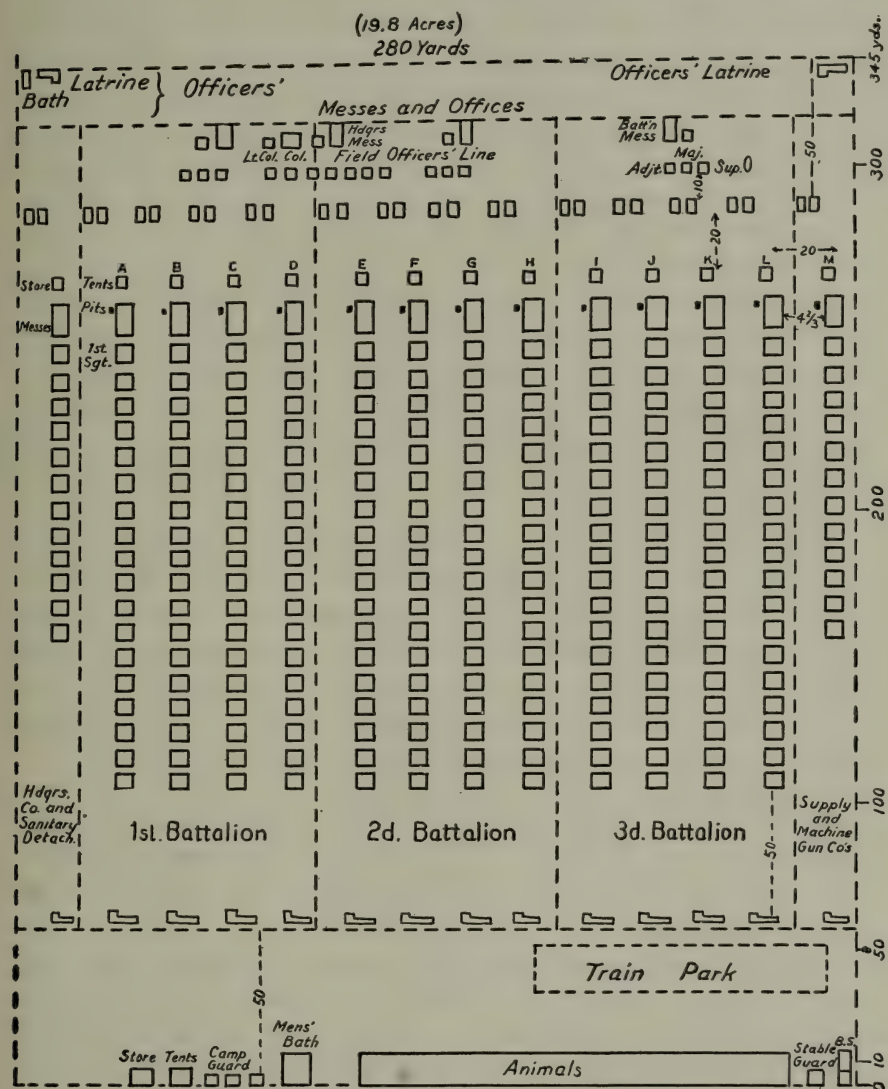 (19.8 Acres)
280 Yards
345 yds.
Latrine } Officers'
Bath
Officers' Latrine
Messes and Offices
Hdqrs
Mess
Batt'n
Mess
Lt.Col. Col. Field Officers' Line
Maj.
Adjt. Sup. O
10
50
300
20
20
A B C D E F G H I J K L M
Store Tents
Pits
Messes
4 2/3
1st.
Sgt.
200
100
Hdqrs.
Co. and
Sanitary
Detach.
1st. Battalion
2d. Battalion
3d. Battalion
50
Supply
and
Machine
Gun Co's
50
Train Park
50
Mens'
Bath
Store Tents
Camp
Guard
Animals
Stable
Guard
B.S.
10
0